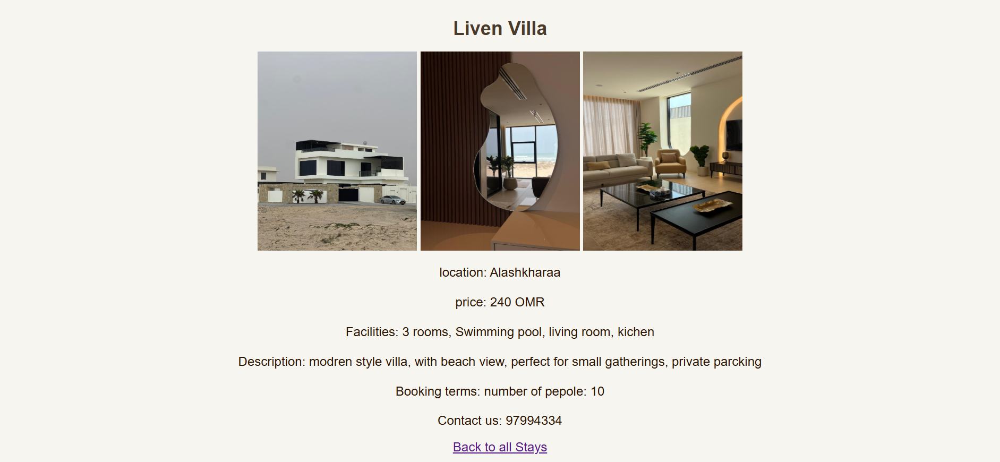 Liven Villa
location: Alashkharaa
price: 240 OMR
Facilities: 3 rooms, Swimming pool, living room, kichen
Description: modren style villa, with beach view, perfect for small gatherings, private parcking
Booking terms: number of pepole: 10
Contact us: 97994334
Back to all Stays